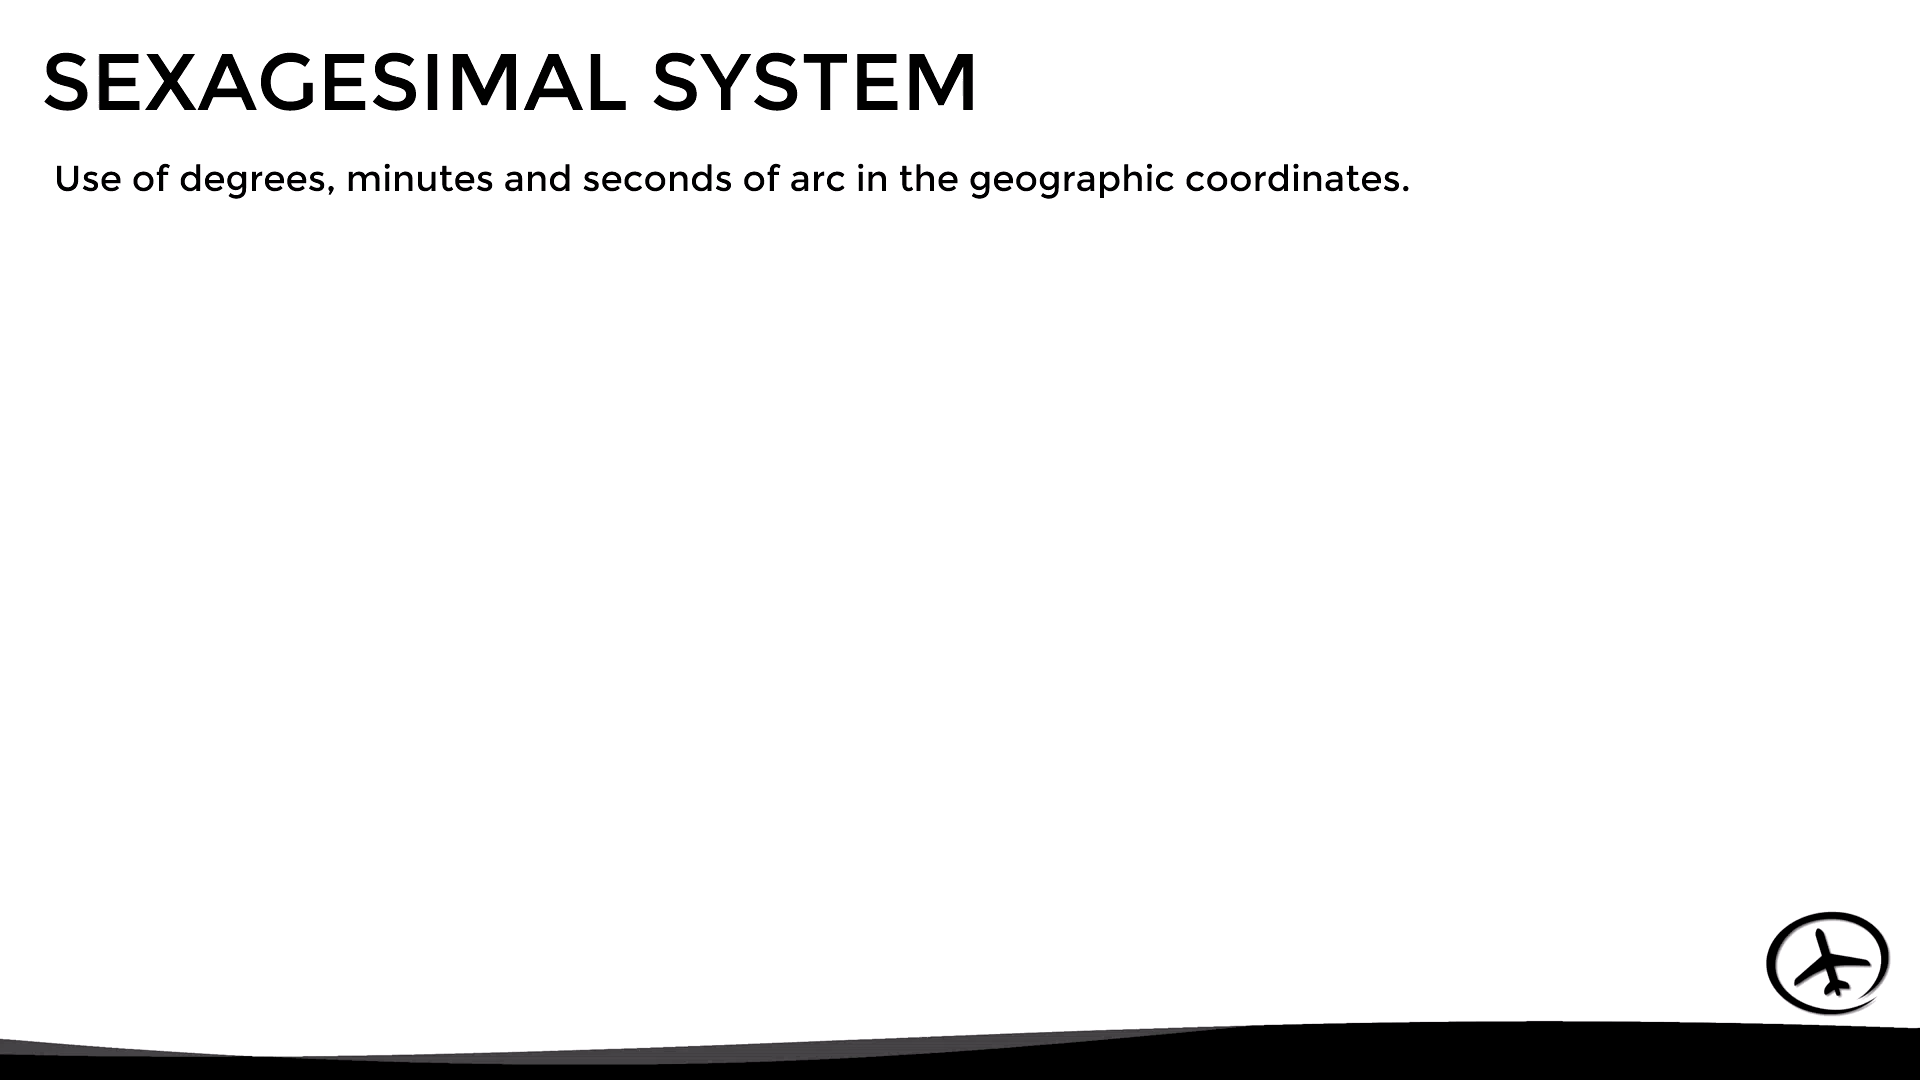 SEXAGESIMAL SYSTEM
Use of degrees, minutes and seconds of arc in the geographic coordinates.